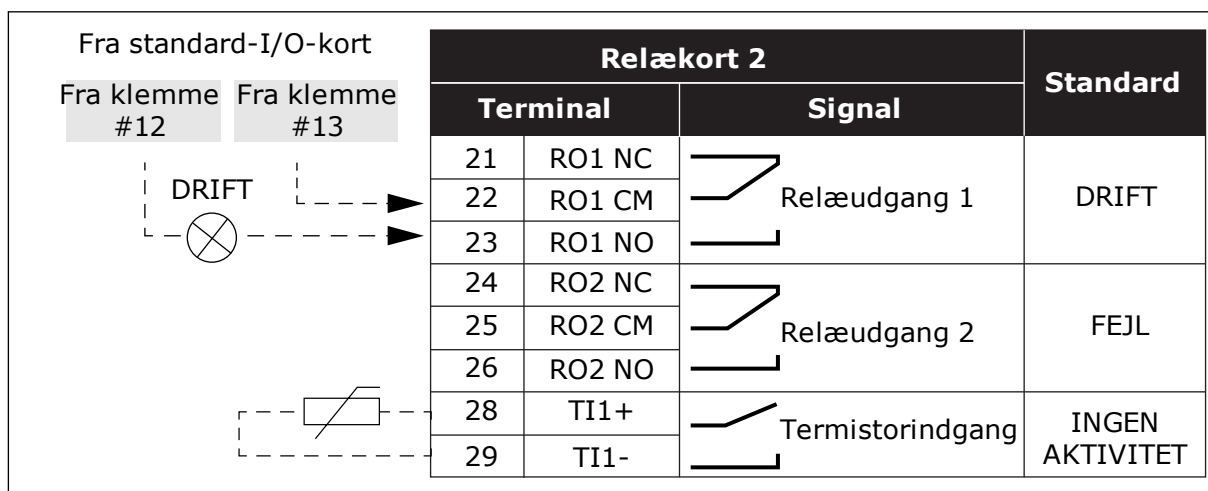 Fra standard-I/O-kort
Fra klemme #12
Fra klemme #13
DRIFT
Relækort 2
Standard
Terminal
Signal
21 RO1 NC
22 RO1 CM
23 RO1 NO
Relæudgang 1
DRIFT
24 RO2 NC
25 RO2 CM
26 RO2 NO
Relæudgang 2
FEJL
28 TI1+
29 TI1-
Termistorindgang
INGEN
AKTIVITET